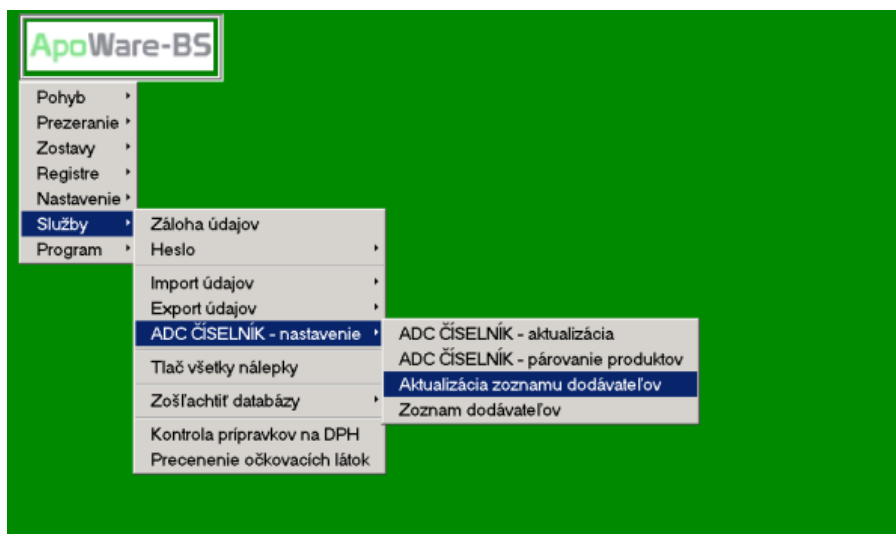 ApoWare-BS
Pohyb
Prezeranie
Zostavy
Registre
Nastavenie
Služby
Program
Záloha údajov
Heslo
Import údajov
Export údajov
ADC ČÍSELNÍK - nastavenie
Tlač všetky nálepky
Zošľachtiť databázy
Kontrola prípravkov na DPH
Precenenie očkovacích látok
ADC ČÍSELNÍK - aktualizácia
ADC ČÍSELNÍK - párovanie produktov
Aktualizácia zoznamu dodávateľov
Zoznam dodávateľov